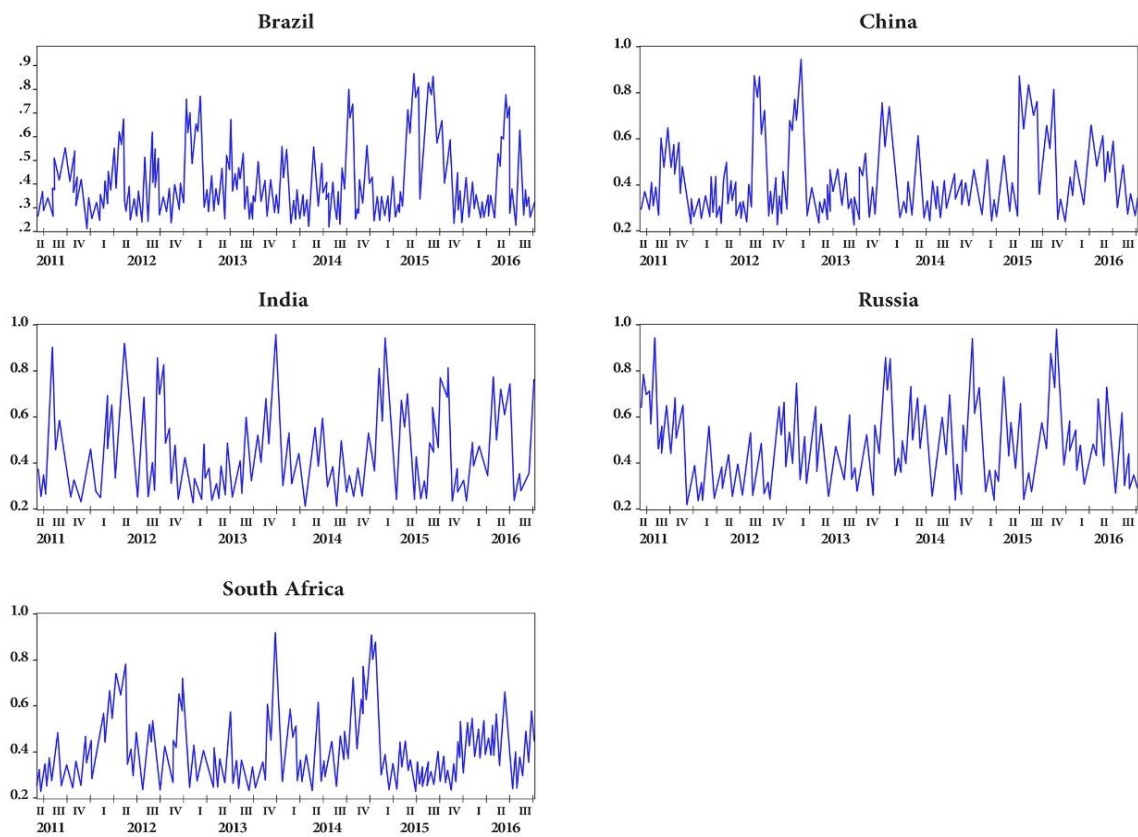 Brazil
.9
.8
.7
.6
.5
.4
.3
.2
II III IV I II III IV I II III IV I II III IV I II III IV I II III
2011 2012 2013 2014 2015 2016
China
1.0
0.8
0.6
0.4
0.2
II III IV I II III IV I II III IV I II III IV I II III IV I II III
2011 2012 2013 2014 2015 2016
India
1.0
0.8
0.6
0.4
0.2
II III IV I II III IV I II III IV I II III IV I II III IV I II III
2011 2012 2013 2014 2015 2016
Russia
1.0
0.8
0.6
0.4
0.2
II III IV I II III IV I II III IV I II III IV I II III IV I II III
2011 2012 2013 2014 2015 2016
South Africa
1.0
0.8
0.6
0.4
0.2
II III IV I II III IV I II III IV I II III IV I II III IV I II III
2011 2012 2013 2014 2015 2016